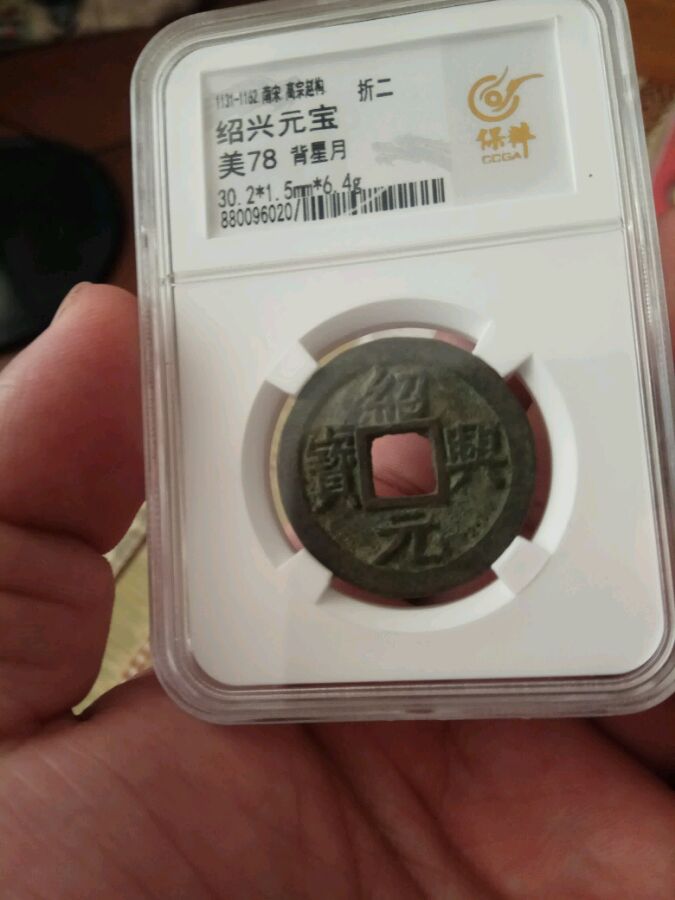 1131-1162 南宋 高宗赵构 折二
绍兴元宝
美78 背星月
30.2*1.5mm*6.4g
880096020/
保粹
CCGA
紹
興
元
寶